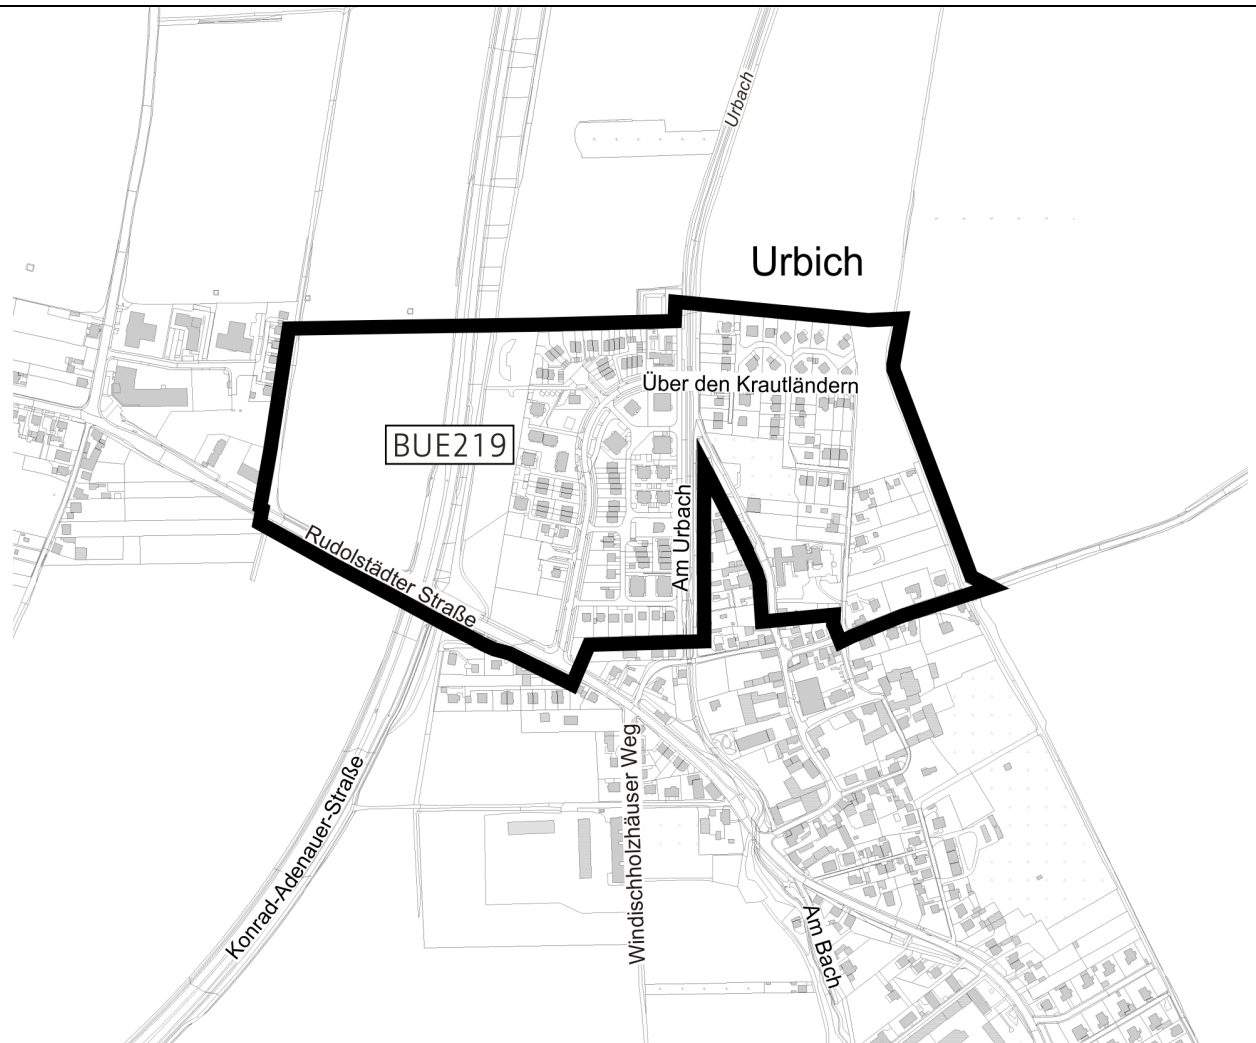 Urbach
Urbich
Über den Krautländern
BUE219
Am Urbach
Rudolstädter Straße
Konrad-Adenauer-Straße
Windischholzhäuser Weg
Am Bach